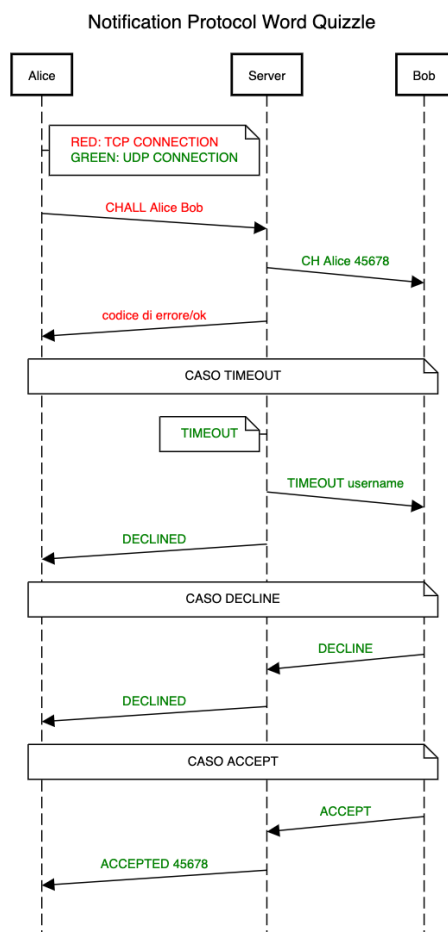 Notification Protocol Word Quizzle
Alice
Server
Bob
RED: TCP CONNECTION
GREEN: UDP CONNECTION
CHALL Alice Bob
CH Alice 45678
codice di errore/ok
CASO TIMEOUT
TIMEOUT
TIMEOUT username
DECLINED
CASO DECLINE
DECLINE
DECLINED
CASO ACCEPT
ACCEPT
ACCEPTED 45678